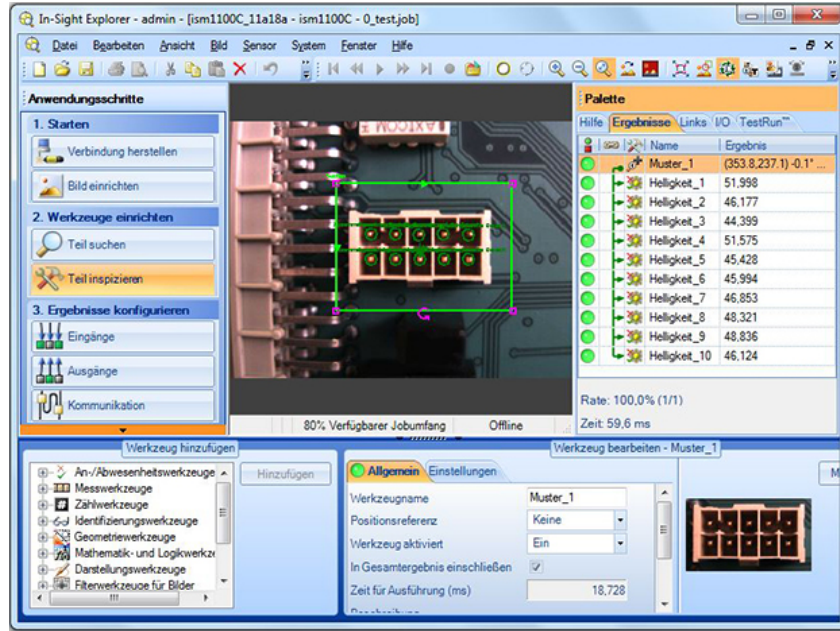 In-Sight Explorer - admin - [ism1100C_11a18a - ism1100C - 0_test.job]
Datei Bearbeiten Ansicht Bild Sensor System Fenster Hilfe
Anwendungsschritte
1. Starten
Verbindung herstellen
Bild einrichten
2. Werkzeuge einrichten
Teil suchen
Teil inspizieren
3. Ergebnisse konfigurieren
Eingänge
Ausgänge
Kommunikation
AXICOM
80% Verfügbarer Jobumfang Offline
Palette
Hilfe Ergebnisse Links I/O TestRun™
Name Ergebnis
Muster_1 (353.8,237.1) -0.1° ...
Helligkeit_1 51,998
Helligkeit_2 46,177
Helligkeit_3 44,399
Helligkeit_4 51,575
Helligkeit_5 45,428
Helligkeit_6 45,994
Helligkeit_7 46,853
Helligkeit_8 48,321
Helligkeit_9 48,836
Helligkeit_10 46,124
Rate: 100,0% (1/1)
Zeit: 59,6 ms
Werkzeug hinzufügen
An-/Abwesenheitswerkzeuge
Messwerkzeuge
Zählwerkzeuge
Identifizierungswerkzeuge
Geometriewerkzeuge
Mathematik- und Logikwerkze
Darstellungswerkzeuge
Filterwerkzeuge für Bilder
Hinzufügen
Werkzeug bearbeiten - Muster_1
Allgemein Einstellungen
Werkzeugname Muster_1
Positionsreferenz Keine
Werkzeug aktiviert Ein
In Gesamtergebnis einschließen
Zeit für Ausführung (ms) 18,728
M